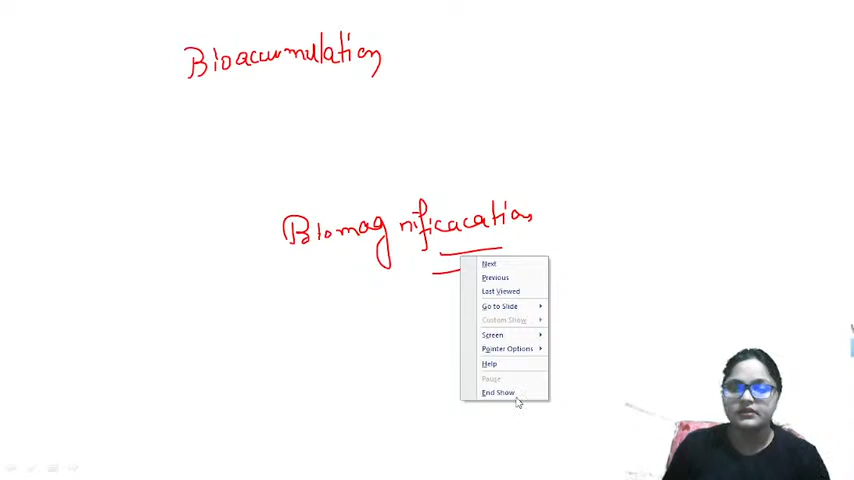 Bioaccumulation
Biomagnificacation
Next
Previous
Last Viewed
Go to Slide
Custom Show
Screen
Pointer Options
Help
Pause
End Show